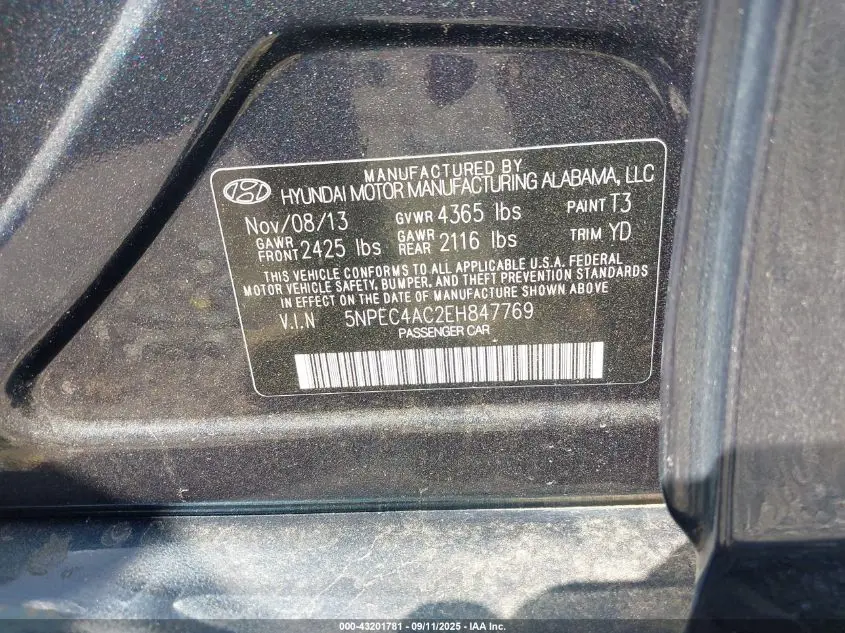 MANUFACTURED BY
HYUNDAI MOTOR MANUFACTURING ALABAMA, LLC
Nov/08/13 GVWR 4365 lbs PAINT T3
GAWR FRONT 2425 lbs GAWR REAR 2116 lbs TRIM YD
THIS VEHICLE CONFORMS TO ALL APPLICABLE U.S.A. FEDERAL
MOTOR VEHICLE SAFETY, BUMPER, AND THEFT PREVENTION STANDARDS
IN EFFECT ON THE DATE OF MANUFACTURE SHOWN ABOVE
V.I.N 5NPEC4AC2EH847769
PASSENGER CAR
000-43201781 - 09/11/2025 - IAA Inc.